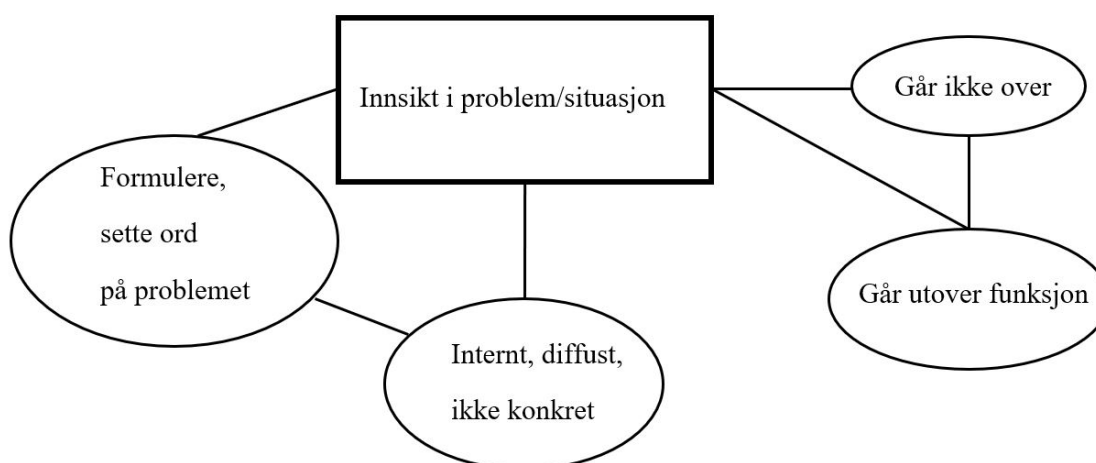 Innsikt i problem/situasjon
Går ikke over
Formulere,
sette ord
på problemet
Går utover funksjon
Internt, diffust,
ikke konkret